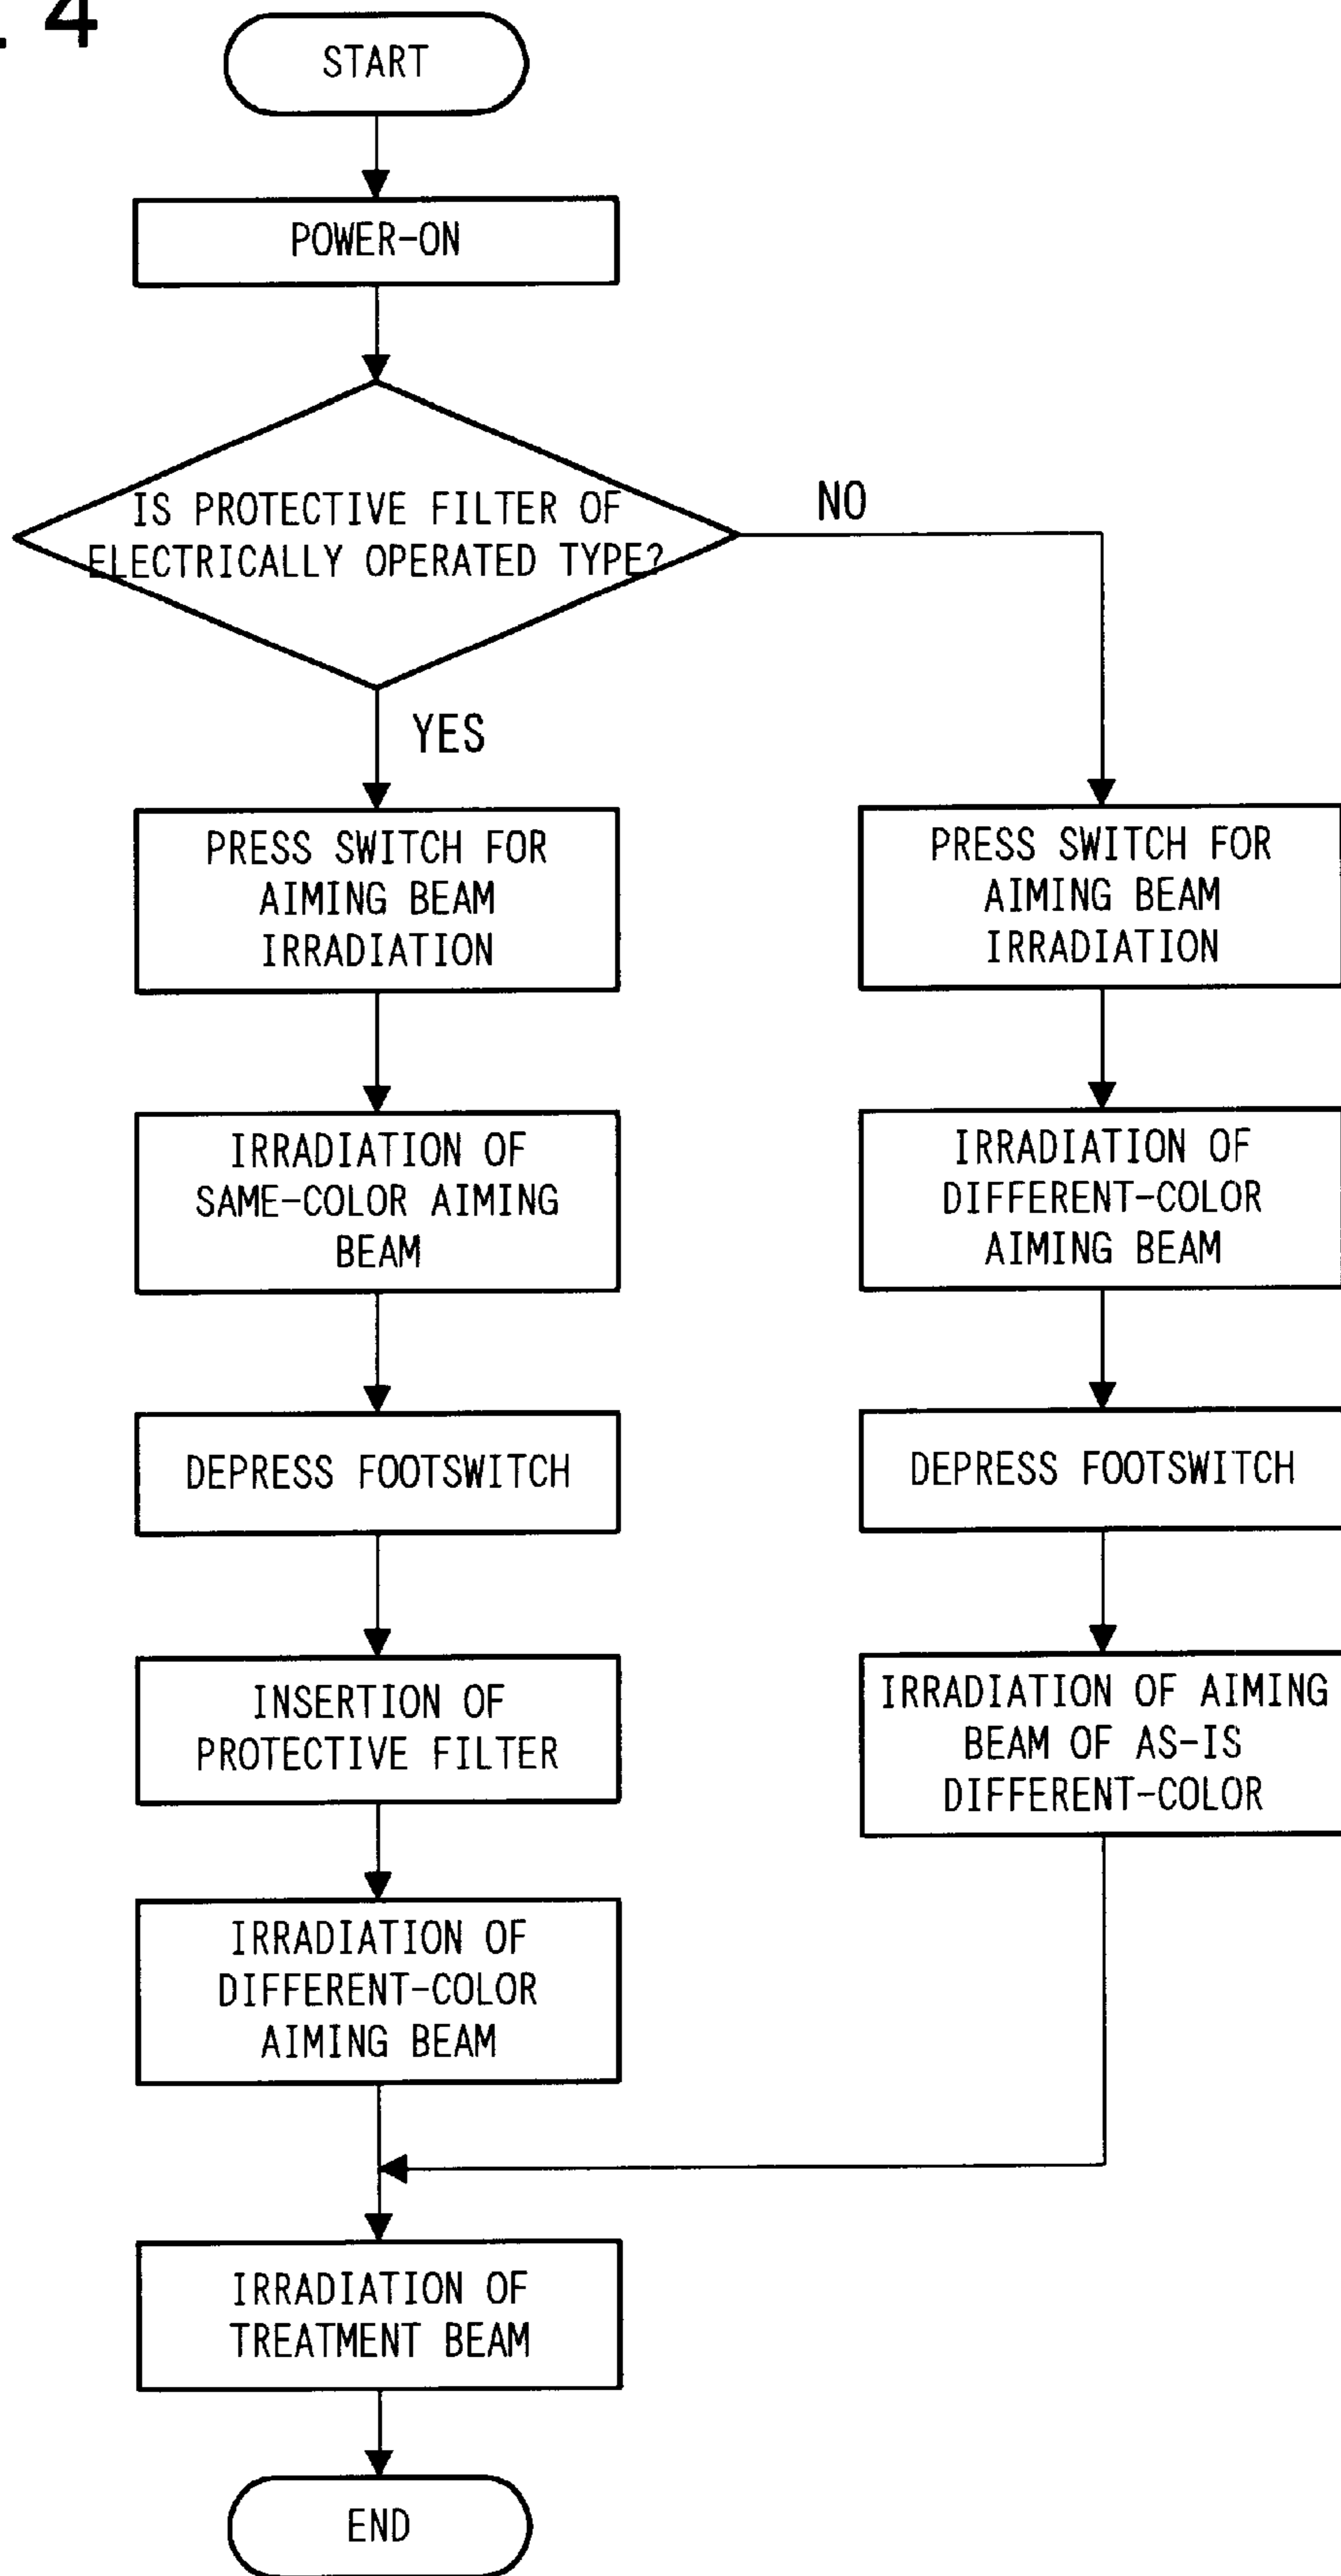 . 4
START
POWER-ON
IS PROTECTIVE FILTER OF
ELECTRICALLY OPERATED TYPE?
NO
YES
PRESS SWITCH FOR
AIMING BEAM
IRRADIATION
IRRADIATION OF
SAME-COLOR AIMING
BEAM
DEPRESS FOOTSWITCH
INSERTION OF
PROTECTIVE FILTER
IRRADIATION OF
DIFFERENT-COLOR
AIMING BEAM
PRESS SWITCH FOR
AIMING BEAM
IRRADIATION
IRRADIATION OF
DIFFERENT-COLOR
AIMING BEAM
DEPRESS FOOTSWITCH
IRRADIATION OF AIMING
BEAM OF AS-IS
DIFFERENT-COLOR
IRRADIATION OF
TREATMENT BEAM
END